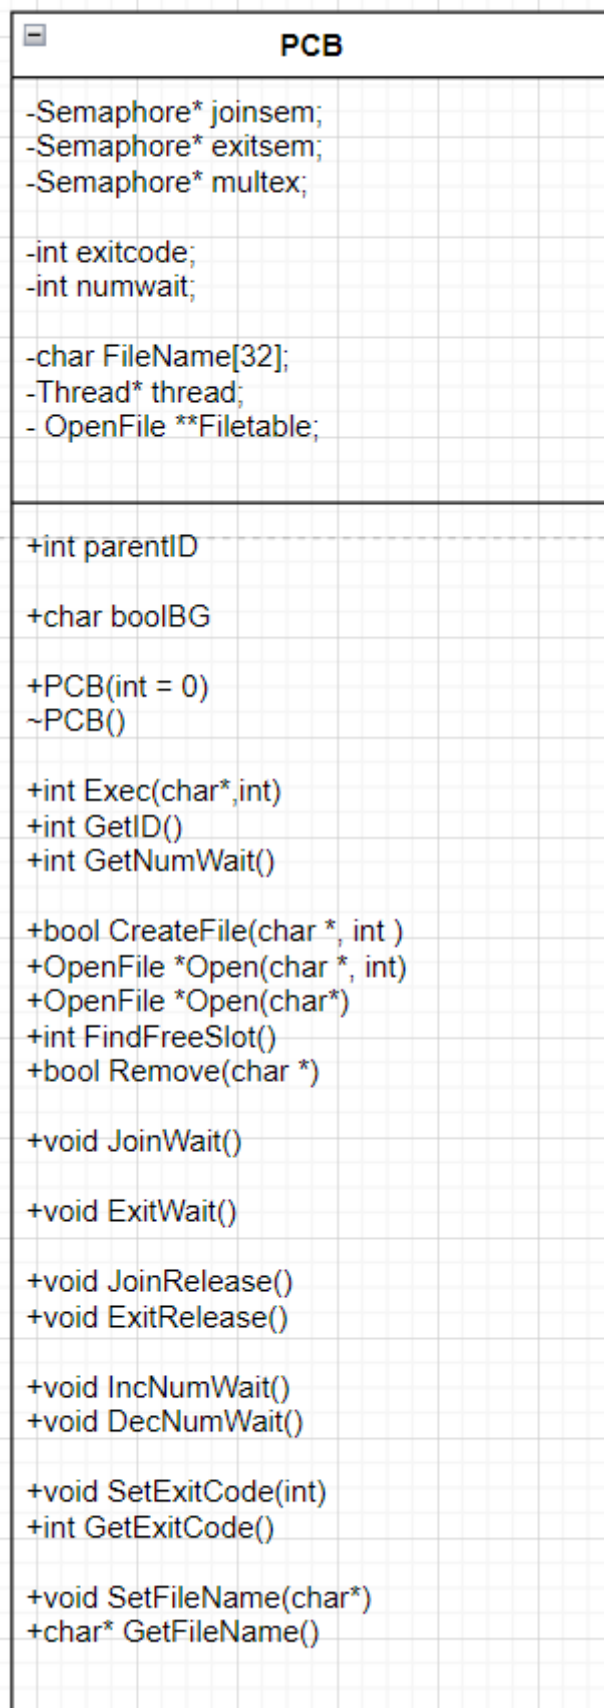 PCB
-Semaphore* joinsem;
-Semaphore* exitsem;
-Semaphore* multex;
-int exitcode;
-int numwait;
-char FileName[32];
-Thread* thread;
- OpenFile **Filetable;
+int parentID
+char boolBG
+PCB(int = 0)
~PCB()
+int Exec(char*,int)
+int GetID()
+int GetNumWait()
+bool CreateFile(char *, int )
+OpenFile *Open(char *, int)
+OpenFile *Open(char*)
+int FindFreeSlot()
+bool Remove(char *)
+void JoinWait()
+void ExitWait()
+void JoinRelease()
+void ExitRelease()
+void IncNumWait()
+void DecNumWait()
+void SetExitCode(int)
+int GetExitCode()
+void SetFileName(char*)
+char* GetFileName()